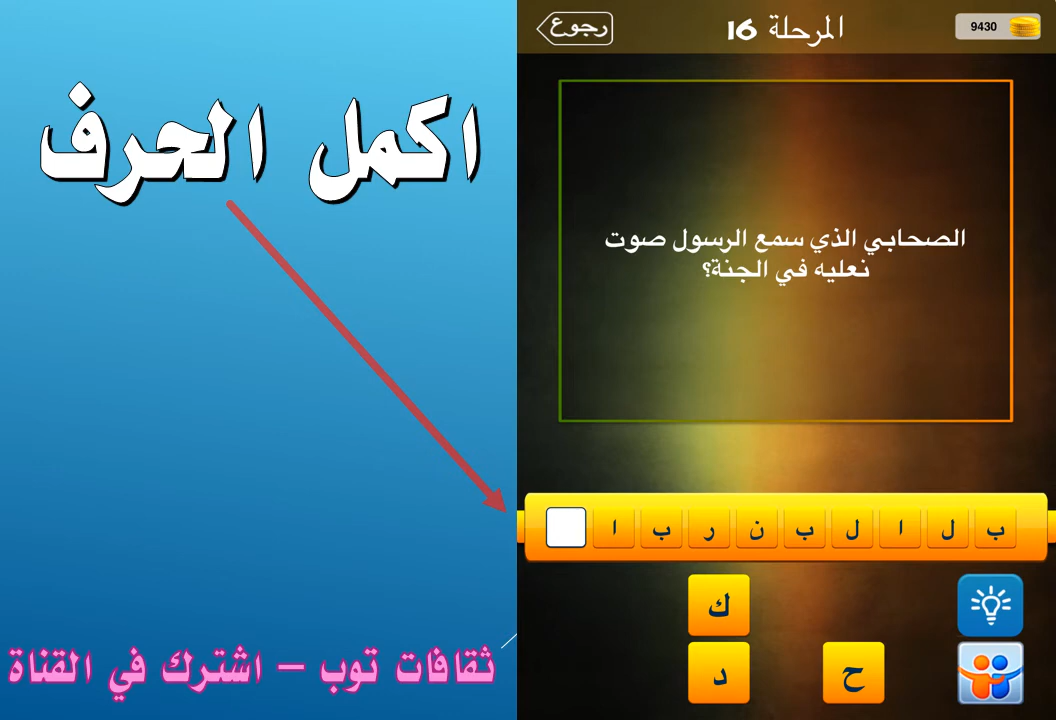 اكمل الحرف
ثقافات توب – اشترك في القناة
رجوع
المرحلة 16
9430
الصحابي الذي سمع الرسول صوت
نعليه في الجنة؟
ب ل ا ل ب ن ر ب ا
ك
د ح